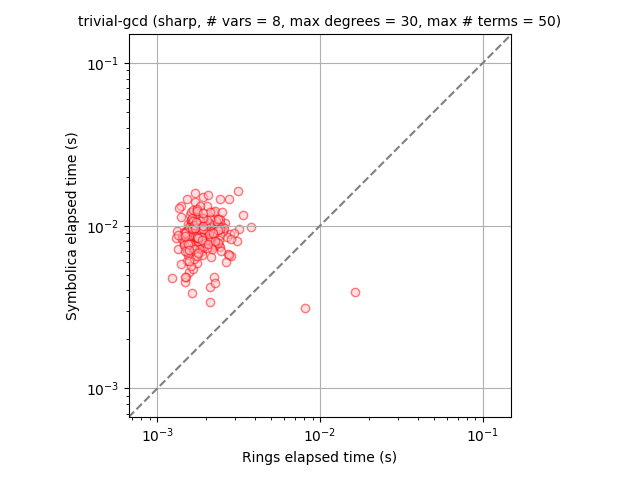 trivial-gcd (sharp, # vars = 8, max degrees = 30, max # terms = 50)
Symbolica elapsed time (s)
10⁻¹
10⁻²
10⁻³
10⁻³ 10⁻² 10⁻¹
Rings elapsed time (s)